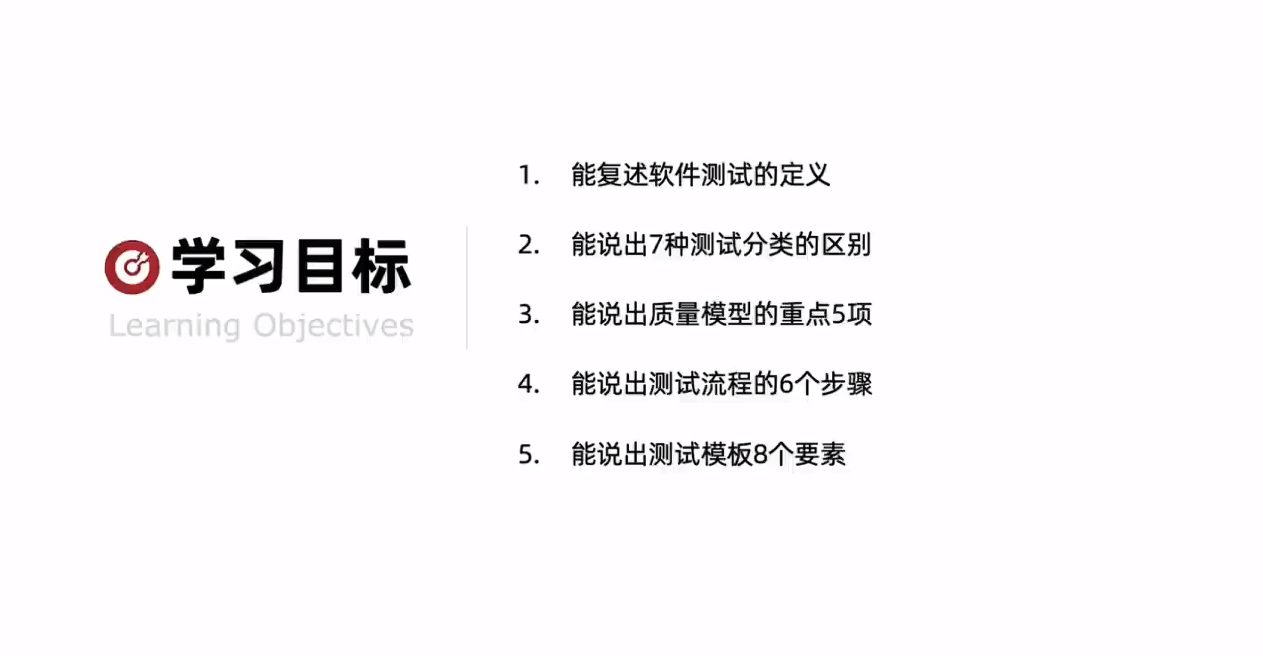 学习目标
Learning Objectives
1. 能复述软件测试的定义
2. 能说出7种测试分类的区别
3. 能说出质量模型的重点5项
4. 能说出测试流程的6个步骤
5. 能说出测试模板8个要素